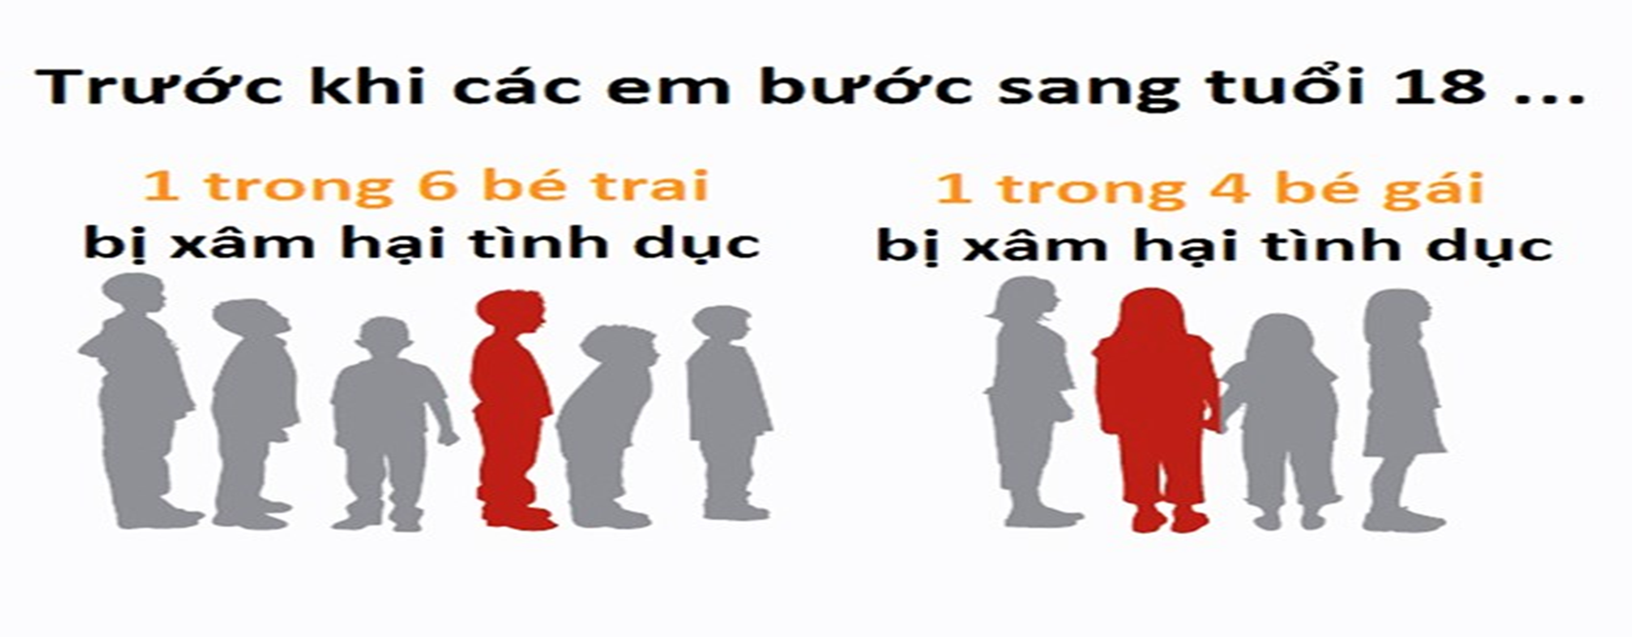 Trước khi các em bước sang tuổi 18 ...
1 trong 6 bé trai
bị xâm hại tình dục
1 trong 4 bé gái
bị xâm hại tình dục